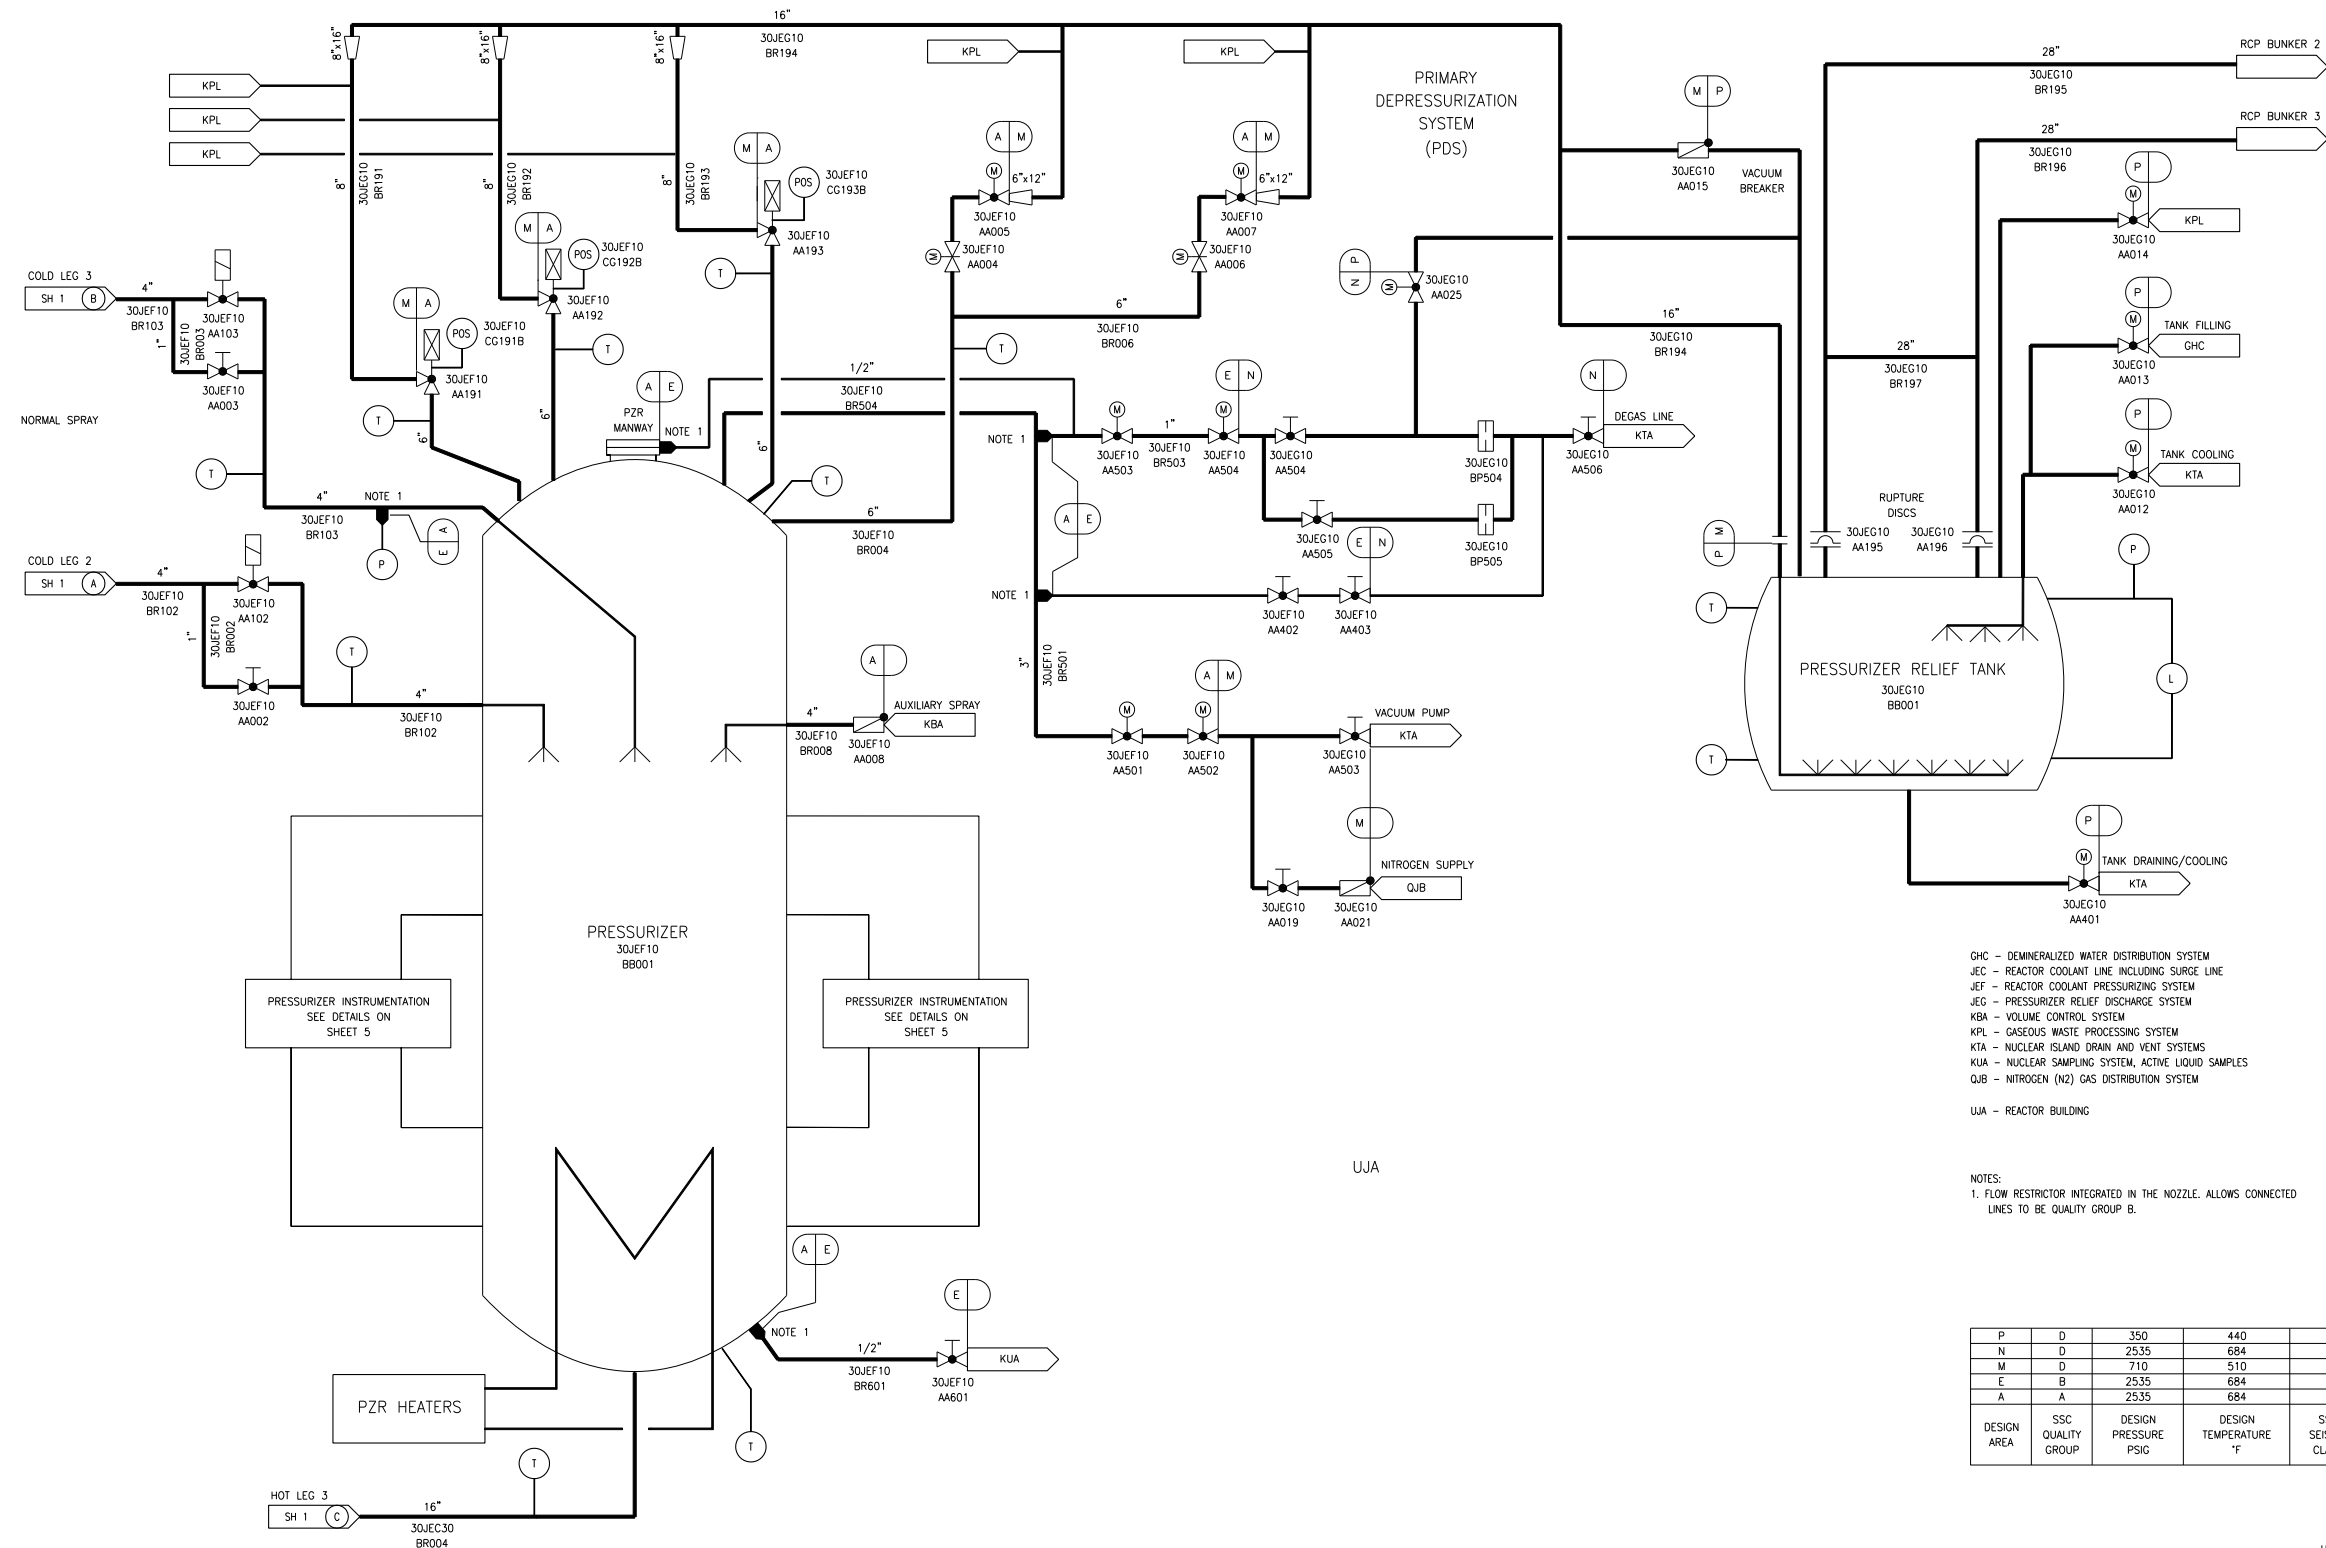 16"
30JEG10
BR194
8"x16"
8"x16"
8"x16"
KPL
KPL
KPL
KPL
KPL
8"
30JEG10
BR191
8"
30JEG10
BR192
8"
30JEG10
BR193
PRIMARY
DEPRESSURIZATION
SYSTEM
(PDS)
M P
30JEG10
AA015
VACUUM
BREAKER
28"
30JEG10
BR195
RCP BUNKER 2
28"
30JEG10
BR196
RCP BUNKER 3
M A
POS
30JEF10
CG193B
30JEF10
AA193
M A
POS
30JEF10
CG192B
30JEF10
AA192
M A
POS
30JEF10
CG191B
30JEF10
AA191
A M
M
6"x12"
30JEF10
AA005
M
30JEF10
AA004
A M
M
6"x12"
30JEF10
AA007
M
30JEF10
AA006
6"
30JEF10
BR006
N P
M
30JEG10
AA025
16"
30JEG10
BR194
P
M
KPL
30JEG10
AA014
P
M
TANK FILLING
GHC
30JEG10
AA013
P
M
TANK COOLING
KTA
30JEG10
AA012
28"
30JEG10
BR197
COLD LEG 3
SH 1 B
4"
30JEF10
BR103
1"
30JEF10
BR003
30JEF10
AA103
30JEF10
AA003
NORMAL SPRAY
T
T
T
T
T
T
6"
6"
6"
PZR
MANWAY
A E
NOTE 1
1/2"
30JEF10
BR504
4"
30JEF10
BR103
NOTE 1
P
E A
6"
30JEF10
BR004
NOTE 1
M
30JEF10
AA503
1"
30JEF10
BR503
E N
M
30JEF10
AA504
30JEG10
AA504
30JEG10
BP504
N
DEGAS LINE
KTA
30JEG10
AA506
30JEG10
AA505
30JEG10
BP505
A E
NOTE 1
E N
30JEF10
AA402
30JEF10
AA403
3"
30JEF10
BR501
COLD LEG 2
SH 1 A
4"
30JEF10
BR102
1"
30JEF10
BR002
30JEF10
AA102
30JEF10
AA002
T
4"
30JEF10
BR102
A
AUXILIARY SPRAY
KBA
4"
30JEF10
BR008
30JEF10
AA008
M
30JEF10
AA501
A M
M
30JEF10
AA502
VACUUM PUMP
KTA
30JEG10
AA503
M
NITROGEN SUPPLY
QJB
30JEG10
AA019
30JEG10
AA021
RUPTURE
DISCS
P M
30JEG10
AA195
30JEG10
AA196
T
T
P
L
PRESSURIZER RELIEF TANK
30JEG10
BB001
P
M
TANK DRAINING/COOLING
KTA
30JEG10
AA401
PRESSURIZER
30JEF10
BB001
PRESSURIZER INSTRUMENTATION
SEE DETAILS ON
SHEET 5
PRESSURIZER INSTRUMENTATION
SEE DETAILS ON
SHEET 5
UJA
A E
NOTE 1
1/2"
30JEF10
BR601
E
KUA
30JEF10
AA601
T
PZR HEATERS
T
HOT LEG 3
SH 1 C
16"
30JEC30
BR004
GHC – DEMINERALIZED WATER DISTRIBUTION SYSTEM
JEC – REACTOR COOLANT LINE INCLUDING SURGE LINE
JEF – REACTOR COOLANT PRESSURIZING SYSTEM
JEG – PRESSURIZER RELIEF DISCHARGE SYSTEM
KBA – VOLUME CONTROL SYSTEM
KPL – GASEOUS WASTE PROCESSING SYSTEM
KTA – NUCLEAR ISLAND DRAIN AND VENT SYSTEMS
KUA – NUCLEAR SAMPLING SYSTEM, ACTIVE LIQUID SAMPLES
QJB – NITROGEN (N2) GAS DISTRIBUTION SYSTEM
UJA – REACTOR BUILDING
NOTES:
1. FLOW RESTRICTOR INTEGRATED IN THE NOZZLE. ALLOWS CONNECTED
LINES TO BE QUALITY GROUP B.
P D 350 440
N D 2535 684
M D 710 510
E B 2535 684
A A 2535 684
DESIGN
AREA
SSC
QUALITY
GROUP
DESIGN
PRESSURE
PSIG
DESIGN
TEMPERATURE
°F